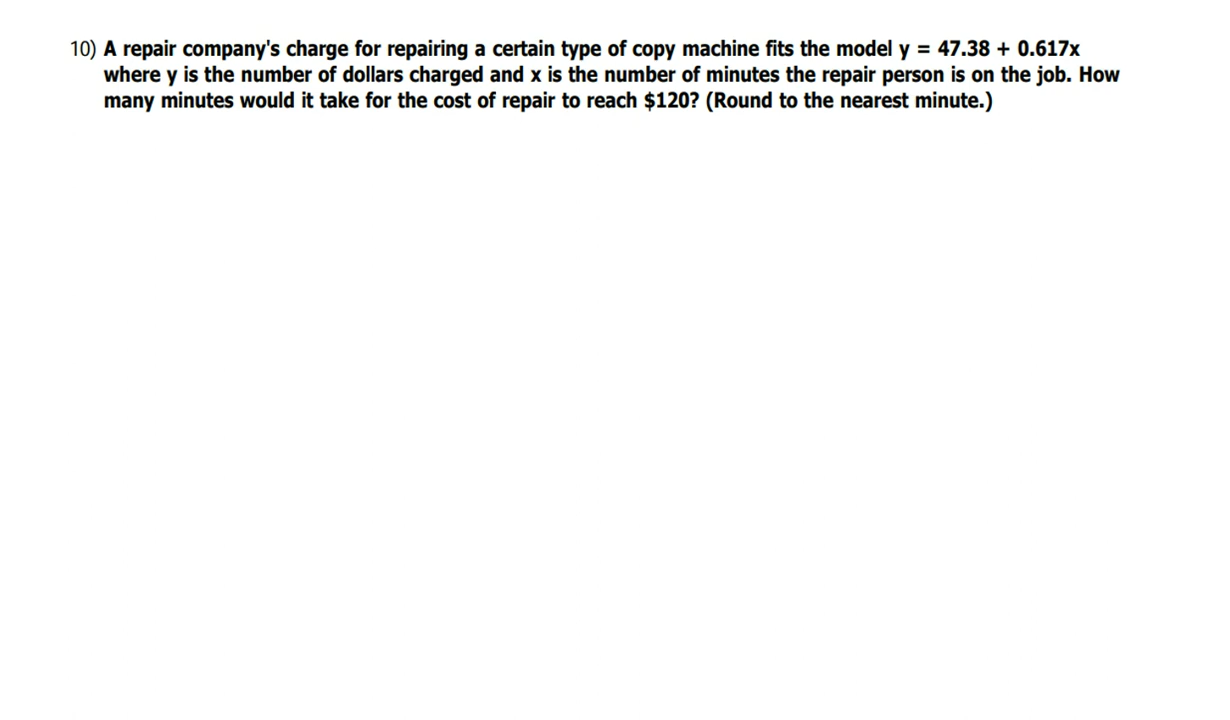 10) A repair company's charge for repairing a certain type of copy machine fits the model y = 47.38 + 0.617x
where y is the number of dollars charged and x is the number of minutes the repair person is on the job. How
many minutes would it take for the cost of repair to reach $120? (Round to the nearest minute.)